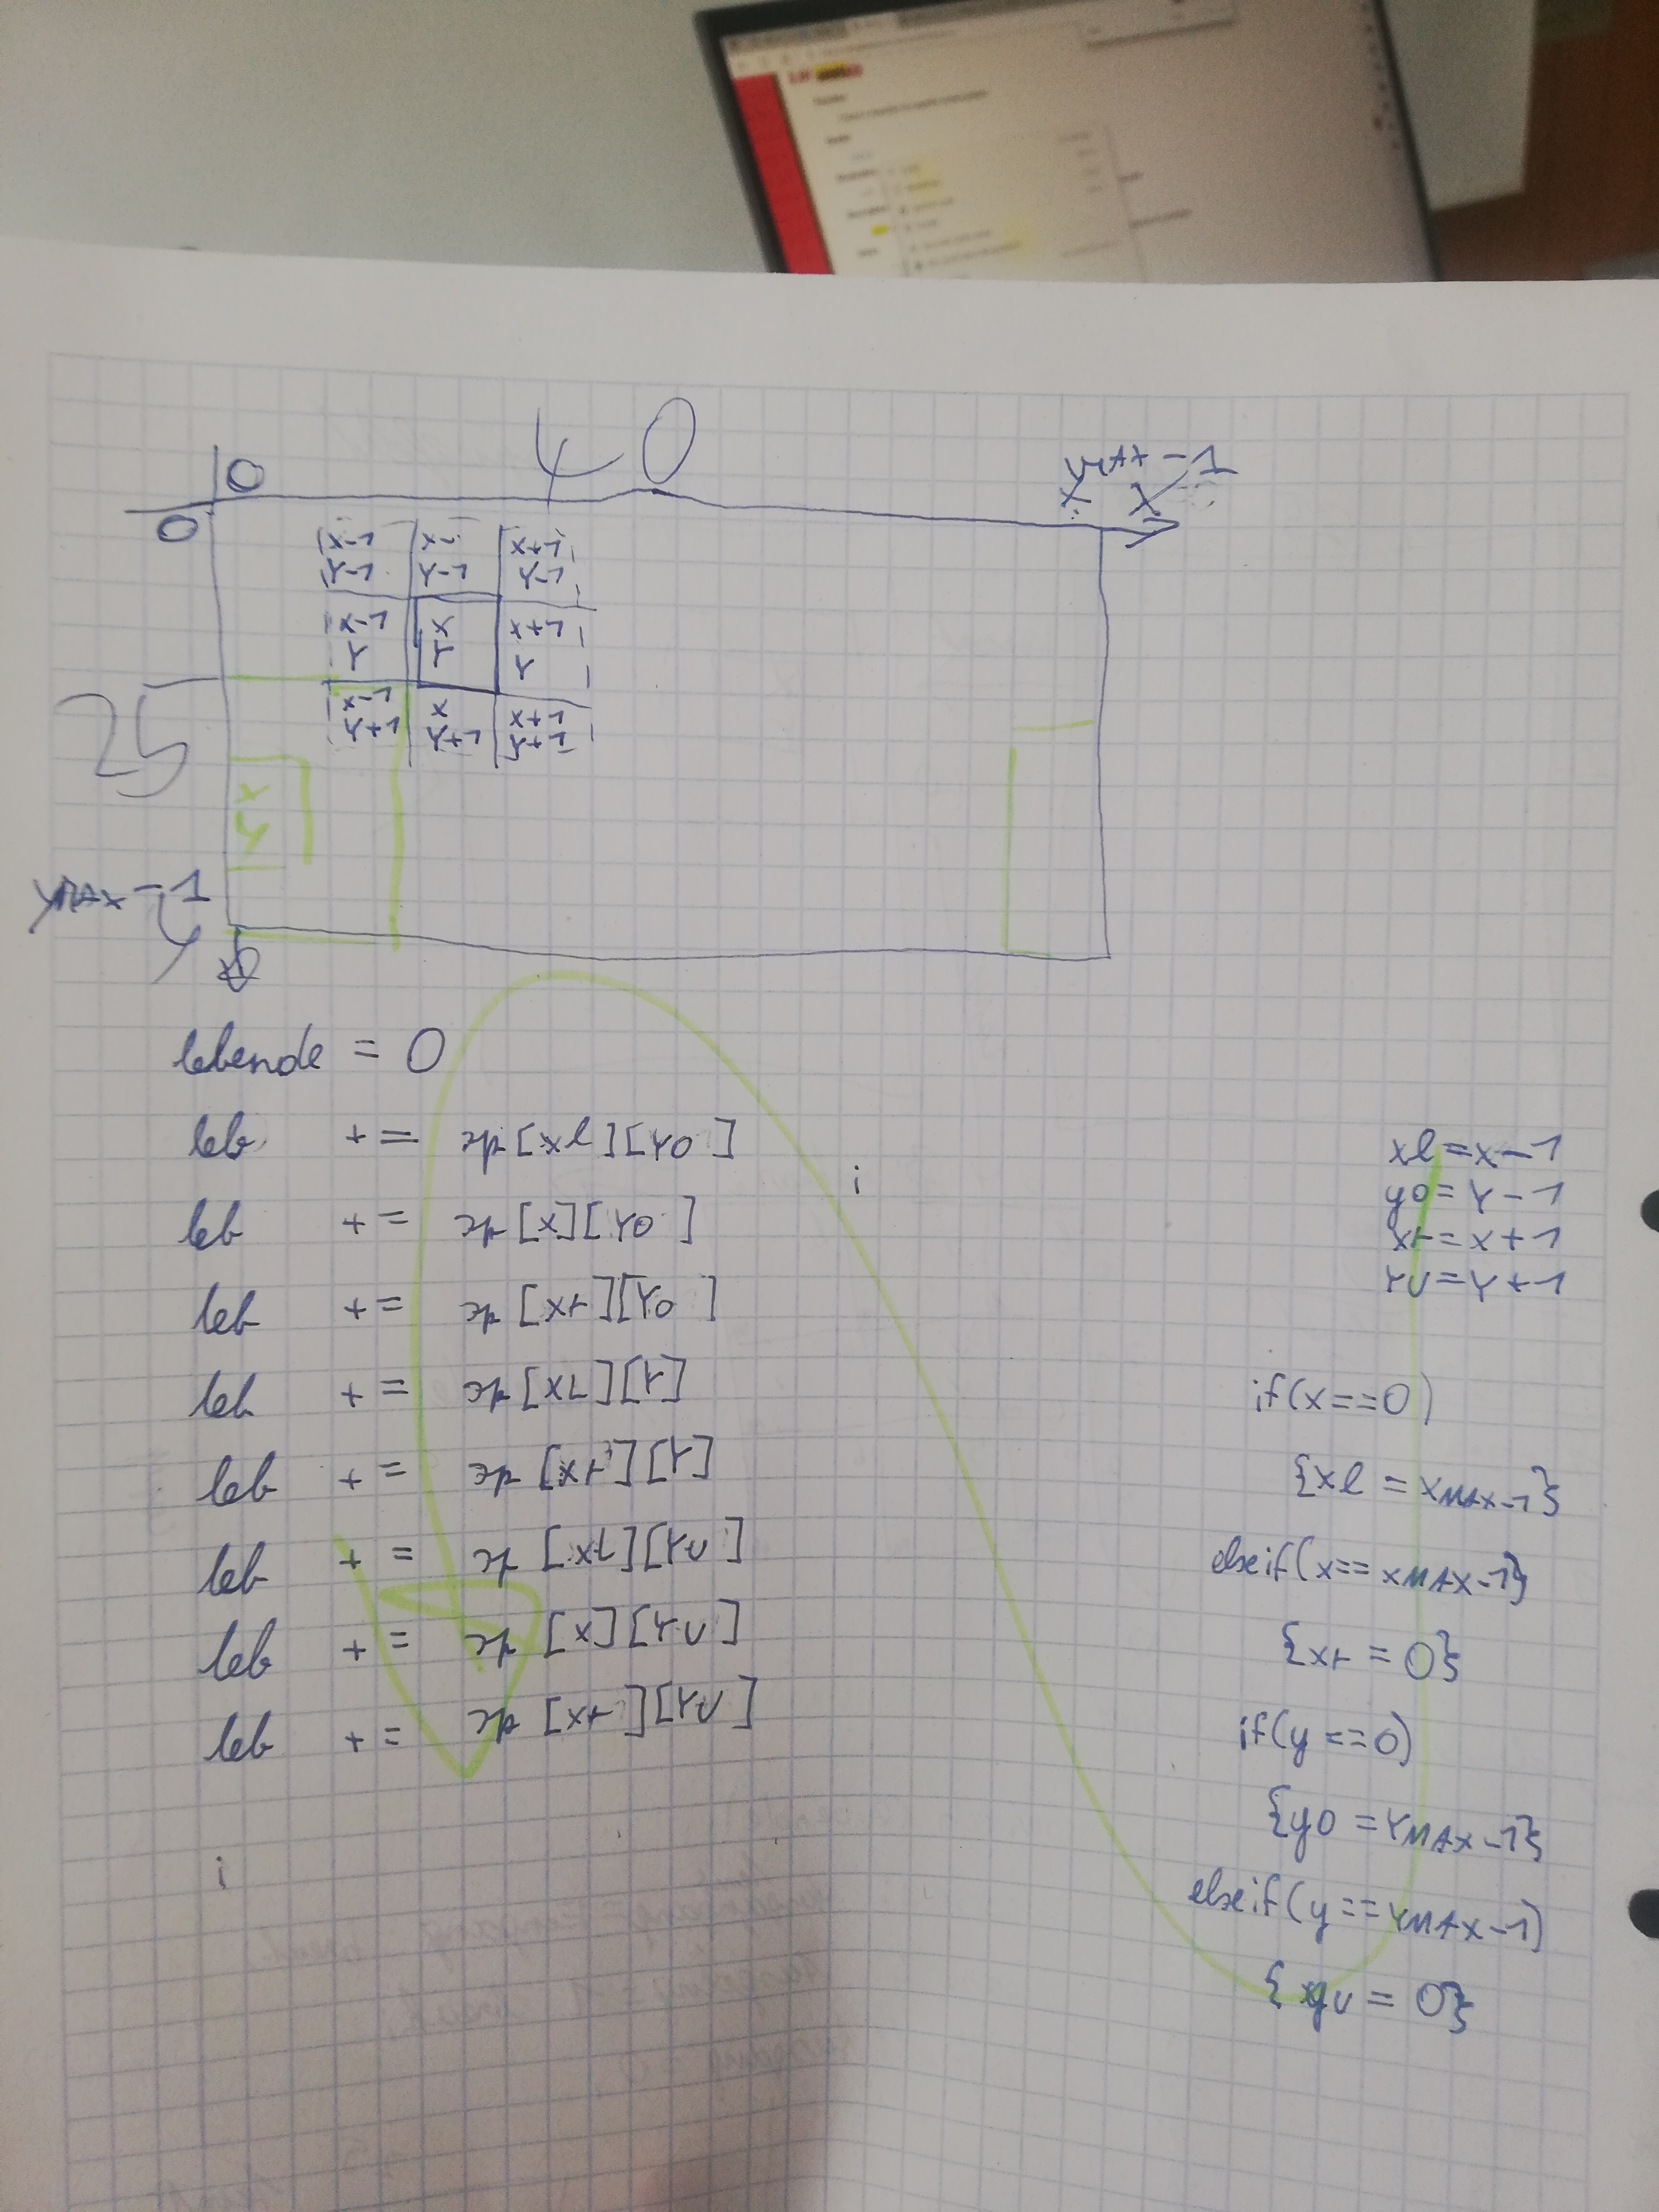 40
0
xMAX-1
X
0
x-1 x- x+1
Y-1 Y-1 Y-1
x-1 x x+1
Y Y Y
x-1 x x+1
Y+1 Y+1 Y+1
25
x
y
yMAX-1
y
lebende = 0
leb += sp[xl][Yo]
leb += sp[x][Yo]
leb += sp[xr][Yo]
leb += sp[xL][Y]
leb += sp[xr][Y]
leb += sp[xl][Yu]
leb += sp[x][Yu]
leb += sp[xr][Yu]
i
i
xl=x-1
yo=Y-1
xr=x+1
Yu=Y+1
if(x==0)
{xl = xMAX-1}
else if(x==xMAX-1}
{xr = 0}
if(y==0)
{yo = YMAX-1}
else if(y==YMAX-1)
{yu = 0}